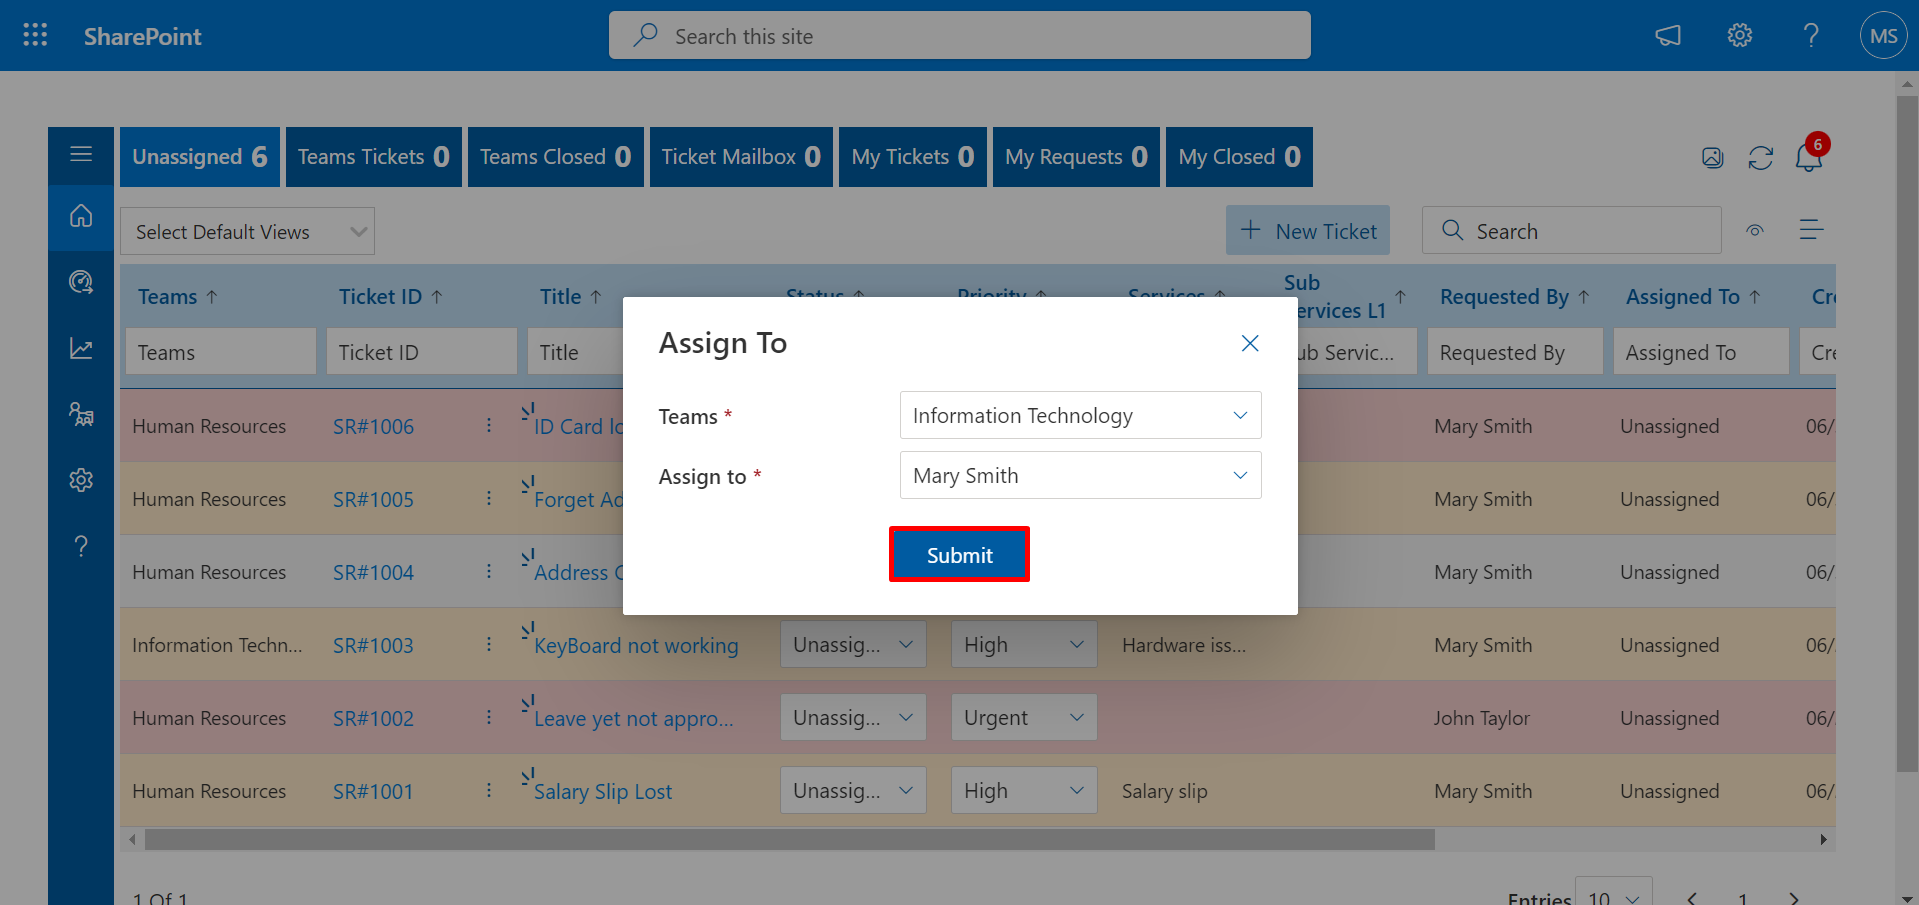 SharePoint
Search this site
MS
Unassigned 6
Teams Tickets 0
Teams Closed 0
Ticket Mailbox 0
My Tickets 0
My Requests 0
My Closed 0
6
Select Default Views
New Ticket
Search
Teams
Ticket ID
Title
Status
Priority
Services
Sub
ervices L1
Requested By
Assigned To
Cre
Teams
Ticket ID
Title
ub Servic...
Requested By
Assigned To
Cre
Assign To
Teams *
Information Technology
Assign to *
Mary Smith
Submit
Human Resources SR#1006 ID Card lo Mary Smith Unassigned 06/
Human Resources SR#1005 Forget Ad Mary Smith Unassigned 06/
Human Resources SR#1004 Address C Mary Smith Unassigned 06/
Information Techn... SR#1003 KeyBoard not working Unassig... High Hardware iss... Mary Smith Unassigned 06/
Human Resources SR#1002 Leave yet not appro... Unassig... Urgent John Taylor Unassigned 06/
Human Resources SR#1001 Salary Slip Lost Unassig... High Salary slip Mary Smith Unassigned 06/
1 Of 1
Entries 10
1